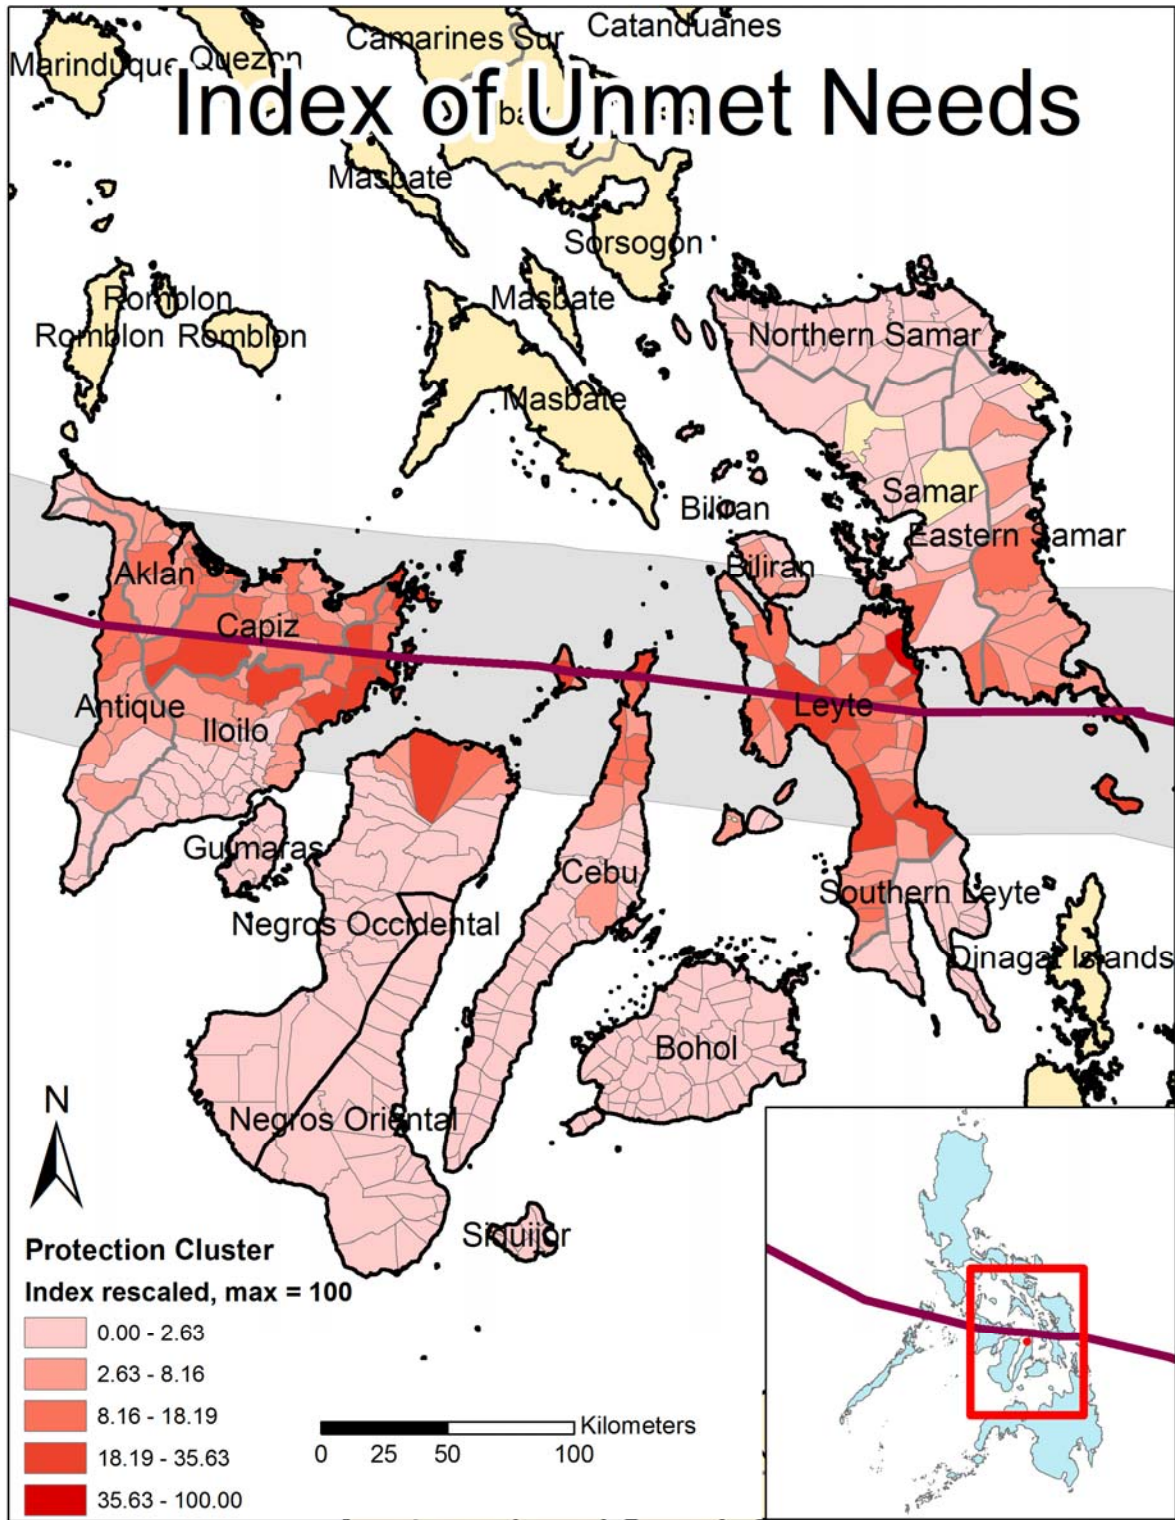 Catanduanes
Camarines Sur
Quezon
Marinduque
Index of Unmet Needs
Masbate
Sorsogon
Romblon
Masbate
Romblon
Romblon
Northern Samar
Masbate
Samar
Biliran
Eastern Samar
Biliran
Aklan
Capiz
Antique
Leyte
Iloilo
Guimaras
Cebu
Southern Leyte
Negros Occidental
Dinagat Islands
Bohol
N
Negros Oriental
Siquijor
Protection Cluster
Index rescaled, max = 100
0.00 - 2.63
2.63 - 8.16
8.16 - 18.19
18.19 - 35.63
35.63 - 100.00
Kilometers
0 25 50 100